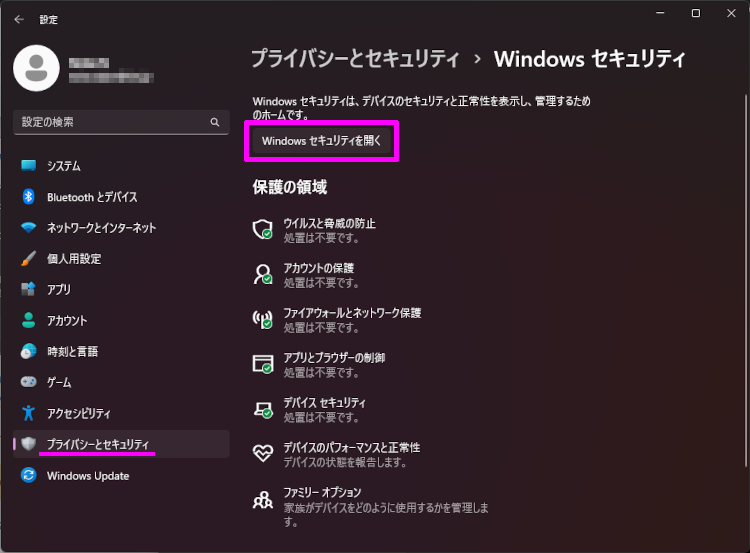 設定
プライバシーとセキュリティ › Windows セキュリティ
Windows セキュリティは、デバイスのセキュリティと正常性を表示し、管理するため
のホームです。
設定の検索
Windows セキュリティを開く
システム
Bluetooth とデバイス
ネットワークとインターネット
個人用設定
アプリ
アカウント
時刻と言語
ゲーム
アクセシビリティ
プライバシーとセキュリティ
Windows Update
保護の領域
ウイルスと脅威の防止
処置は不要です。
アカウントの保護
処置は不要です。
ファイアウォールとネットワーク保護
処置は不要です。
アプリとブラウザーの制御
処置は不要です。
デバイス セキュリティ
処置は不要です。
デバイスのパフォーマンスと正常性
デバイスの状態を報告します。
ファミリー オプション
家族がデバイスをどのように使用するかを管理しま
す。